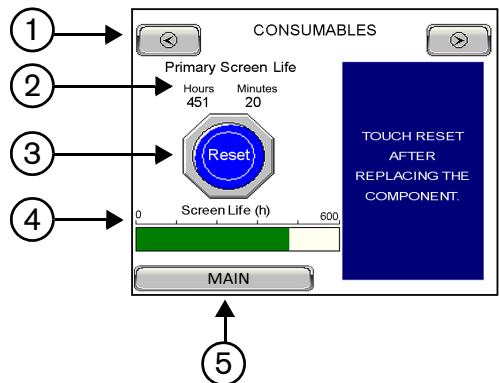 1
CONSUMABLES
2
Primary Screen Life
Hours Minutes
451 20
3
Reset
TOUCH RESET
AFTER
REPLACING THE
COMPONENT.
4
Screen Life (h)
0 600
MAIN
5